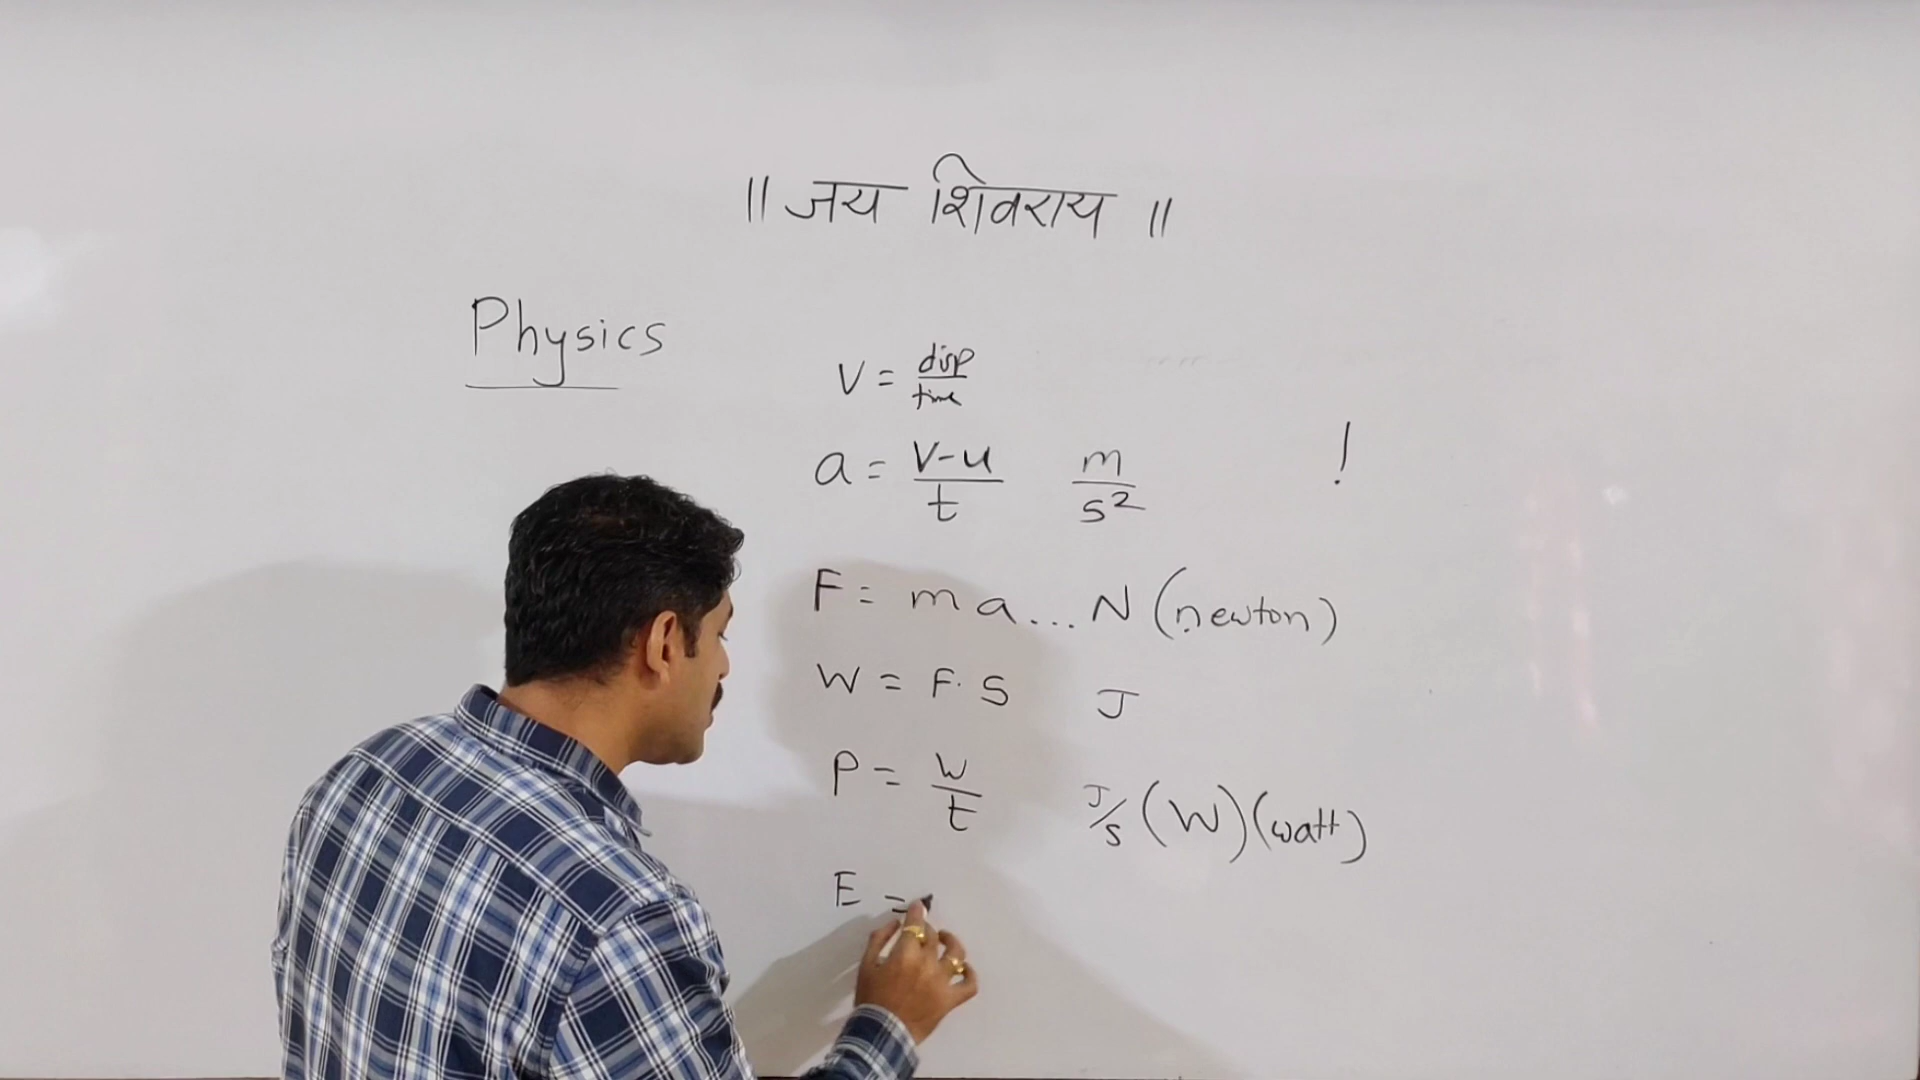 ॥ जय शिवराय ॥
Physics
V = disp/time
a = V-u/t m/s²
!
F = ma... N (newton)
W = F. S J
P = W/t J/s (W) (watt)
E =